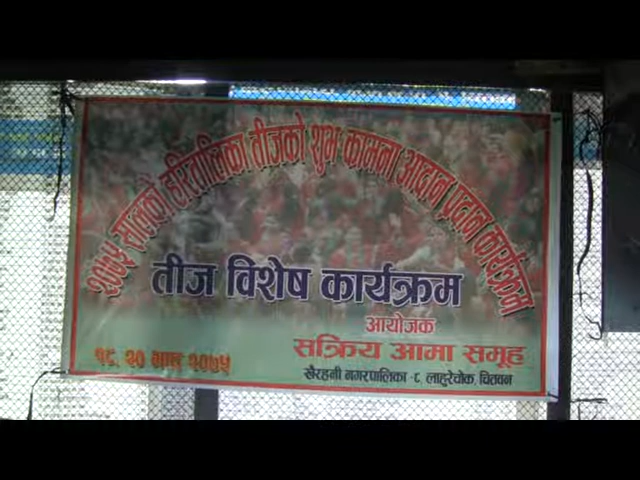 २०७५ सालको हरितालिका तीजको शुभ कामना आदान प्रदान कार्यक्रम
तीज विशेष कार्यक्रम
आयोजक
सक्रिय आमा समूह
खैरहनी नगरपालिका -८, लाहुरेचोक, चितवन
२० भाद्र २०७५